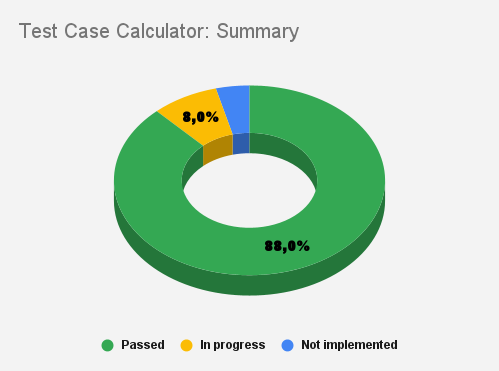 Test Case Calculator: Summary
8,0%
88,0%
Passed
In progress
Not implemented